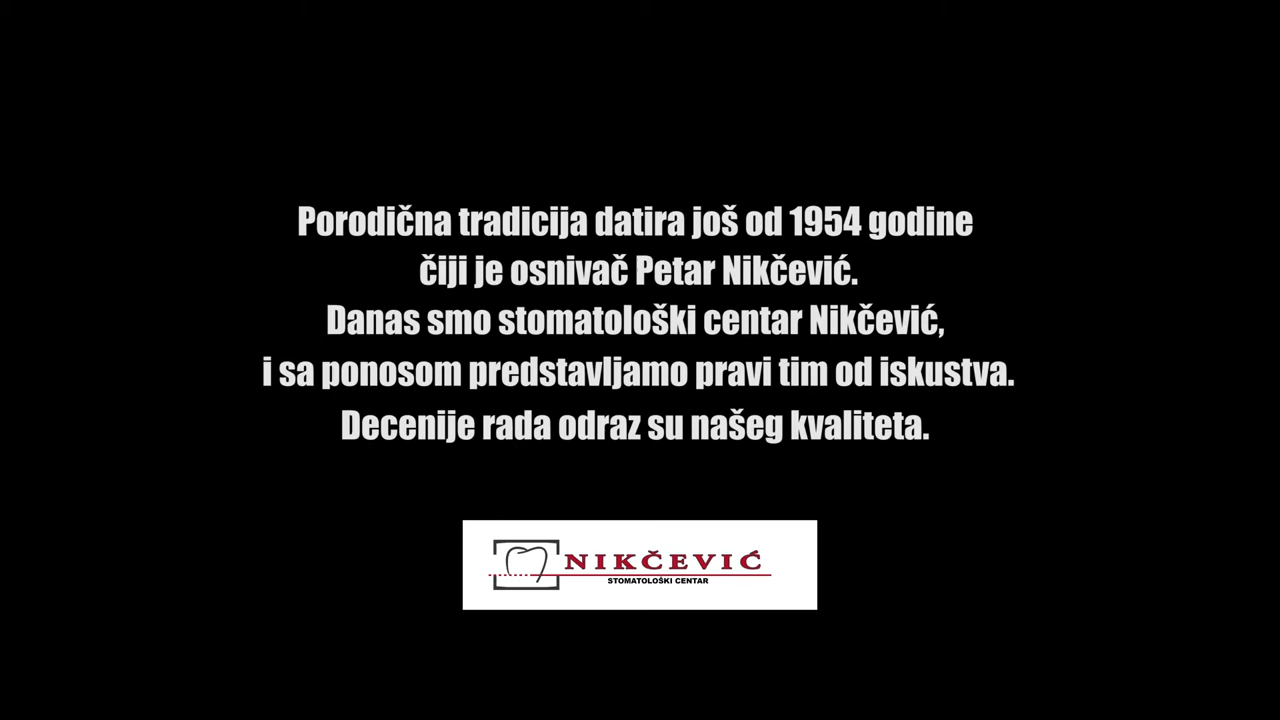 Porodična tradicija datira još od 1954 godine
čiji je osnivač Petar Nikčević.
Danas smo stomatološki centar Nikčević,
i sa ponosom predstavljamo pravi tim od iskustva.
Decenije rada odraz su našeg kvaliteta.
NIKČEVIĆ
STOMATOLOŠKI CENTAR